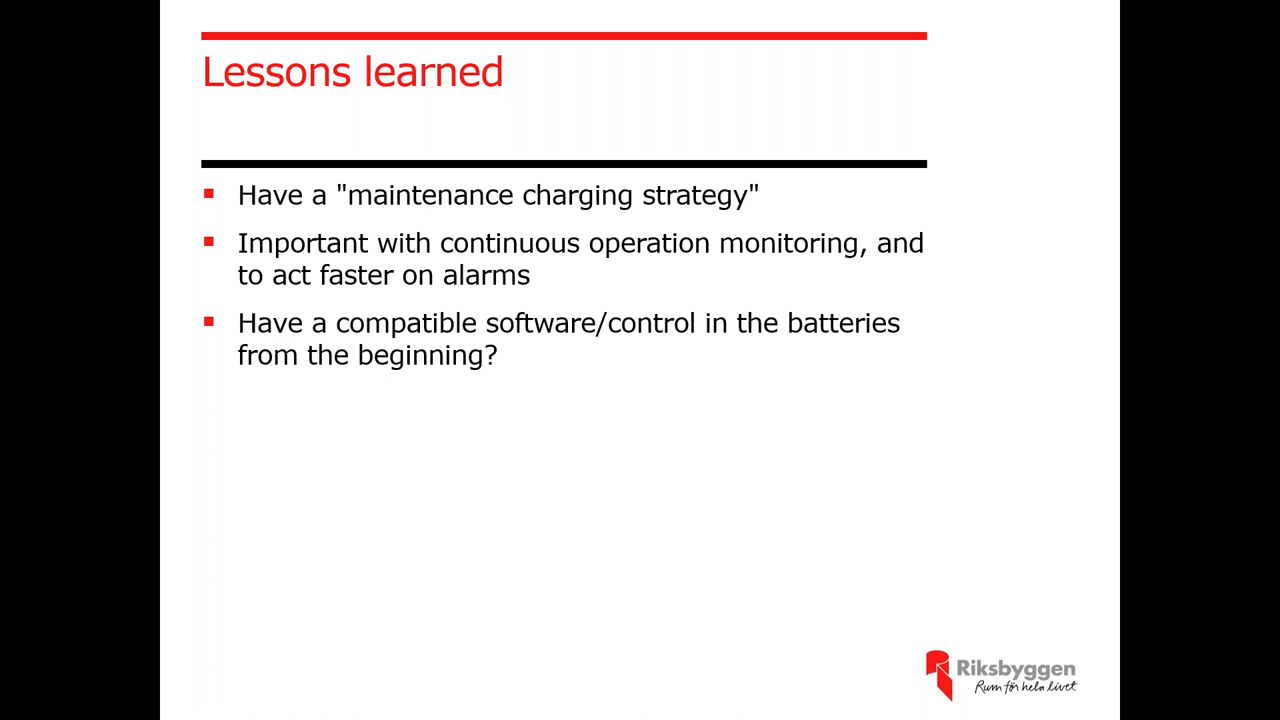 Lessons learned
Have a "maintenance charging strategy"
Important with continuous operation monitoring, and
to act faster on alarms
Have a compatible software/control in the batteries
from the beginning?
Riksbyggen
Rum för hela livet